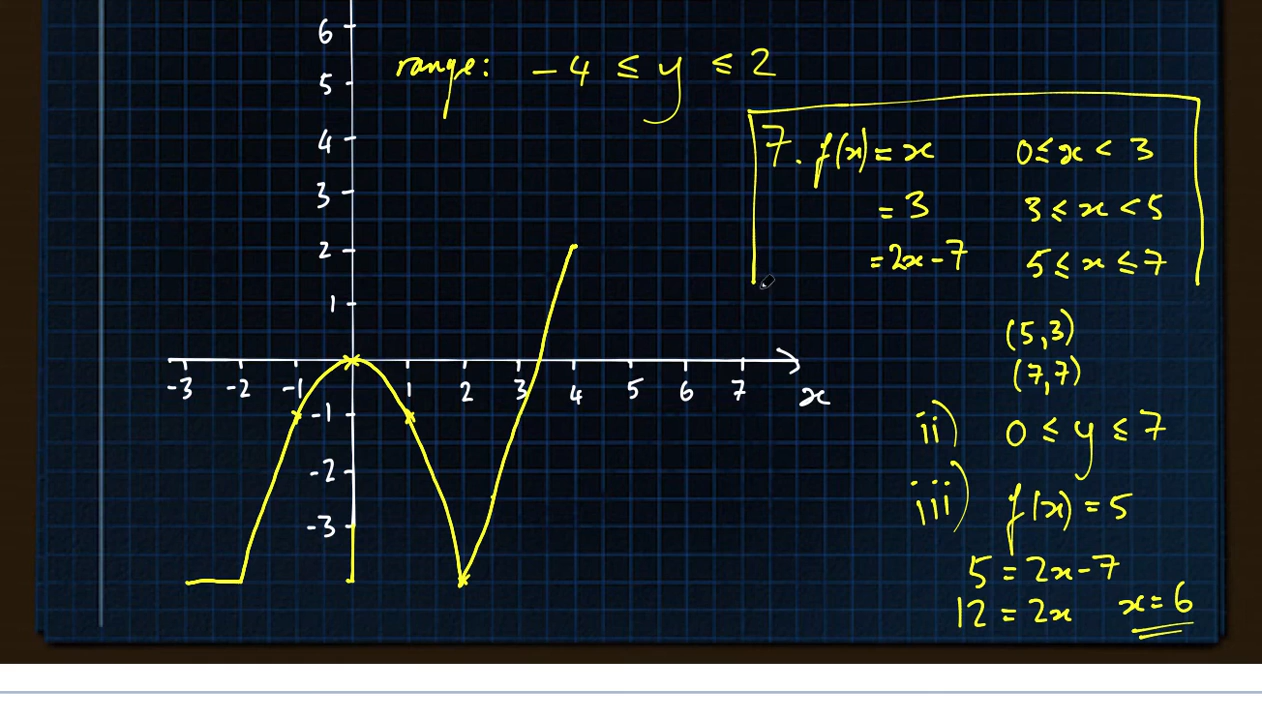 6
range: -4 ≤ y ≤ 2
5
4
3
2
1
-3 -2 -1 1 2 3 4 5 6 7 x
-1
-2
-3
7. f(x) = x 0 ≤ x < 3
= 3 3 ≤ x < 5
= 2x - 7 5 ≤ x ≤ 7
(5,3)
(7,7)
ii) 0 ≤ y ≤ 7
iii) f(x) = 5
5 = 2x - 7
12 = 2x x = 6